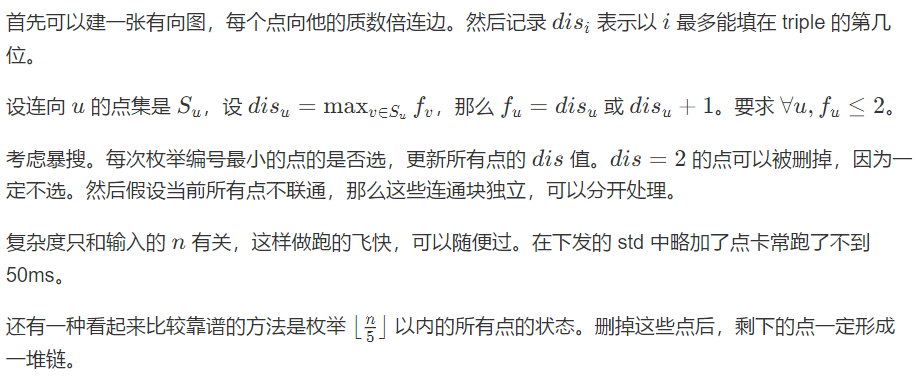 首先可以建一张有向图，每个点向他的质数倍连边。然后记录 $dis_i$ 表示以 $i$ 最多能填在 triple 的第几
位。
设连向 $u$ 的点集是 $S_u$，设 $dis_u = \max_{v \in S_u} f_v$，那么 $f_u = dis_u$ 或 $dis_u + 1$。要求 $\forall u, f_u \leq 2$。
考虑暴搜。每次枚举编号最小的点的是否选，更新所有点的 $dis$ 值。$dis = 2$ 的点可以被删掉，因为一
定不选。然后假设当前所有点不联通，那么这些连通块独立，可以分开处理。
复杂度只和输入的 $n$ 有关，这样做跑的飞快，可以随便过。在下发的 std 中略加了点卡常跑了不到
50ms。
还有一种看起来比较靠谱的方法是枚举 $\lfloor \frac{n}{5} \rfloor$ 以内的所有点的状态。删掉这些点后，剩下的点一定形成
一堆链。